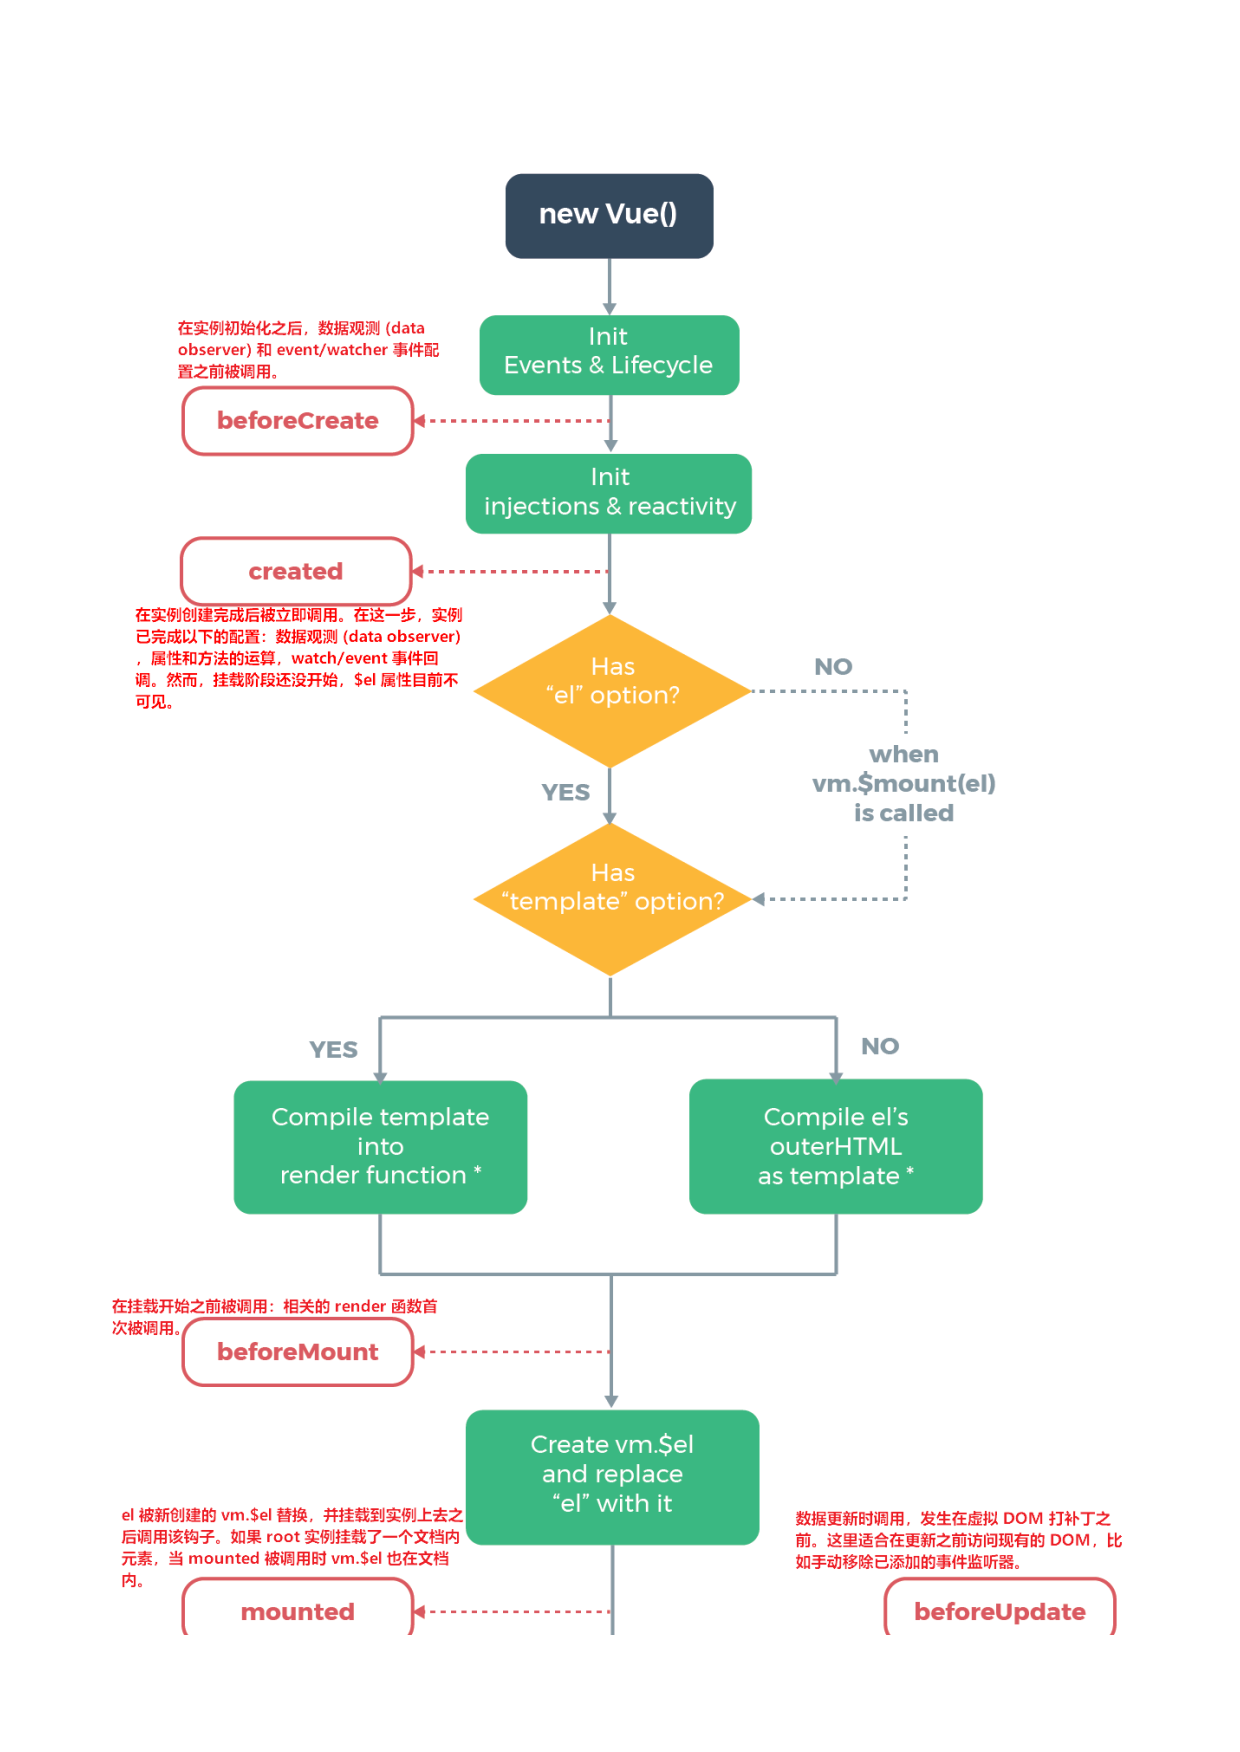 new Vue()
在实例初始化之后，数据观测 (data
observer) 和 event/watcher 事件配
置之前被调用。
Init
Events & Lifecycle
beforeCreate
Init
injections & reactivity
created
在实例创建完成后被立即调用。在这一步，实例
已完成以下的配置：数据观测 (data observer)
，属性和方法的运算，watch/event 事件回
调。然而，挂载阶段还没开始，$el 属性目前不
可见。
Has
“el” option?
NO
when
vm.$mount(el)
is called
YES
Has
“template” option?
YES
NO
Compile template
into
render function *
Compile el’s
outerHTML
as template *
在挂载开始之前被调用：相关的 render 函数首
次被调用。
beforeMount
Create vm.$el
and replace
“el” with it
el 被新创建的 vm.$el 替换，并挂载到实例上去之
后调用该钩子。如果 root 实例挂载了一个文档内
元素，当 mounted 被调用时 vm.$el 也在文档
内。
mounted
数据更新时调用，发生在虚拟 DOM 打补丁之
前。这里适合在更新之前访问现有的 DOM，比
如手动移除已添加的事件监听器。
beforeUpdate